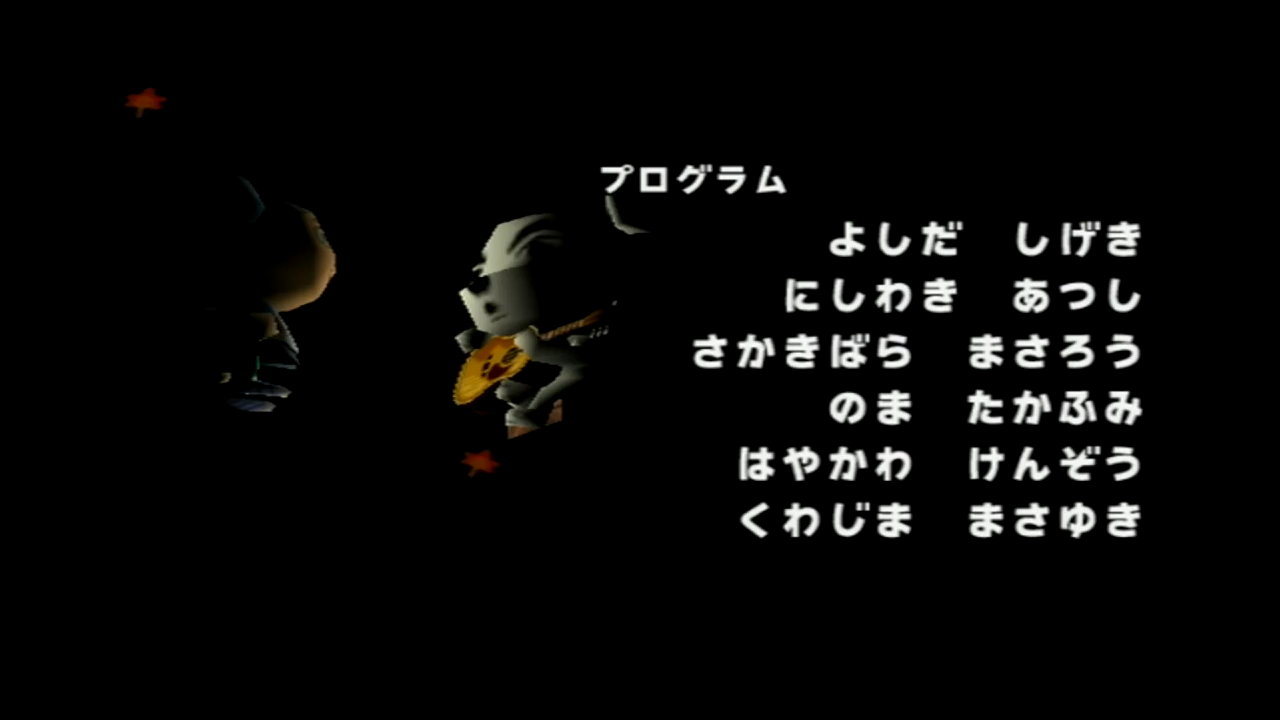 プログラム
よしだ　しげき
にしわき　あつし
さかきばら　まさろう
のま　たかふみ
はやかわ　けんぞう
くわじま　まさゆき